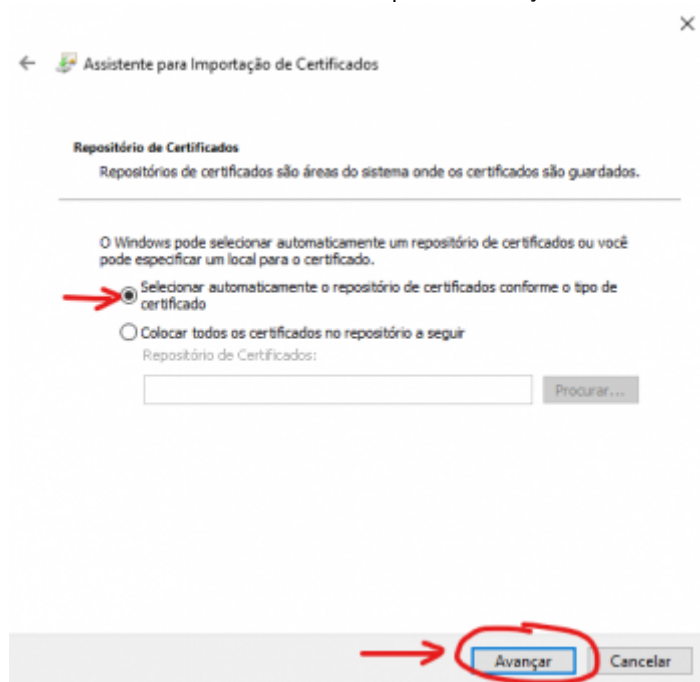 Assistente para Importação de Certificados
Repositório de Certificados
Repositórios de certificados são áreas do sistema onde os certificados são guardados.
O Windows pode selecionar automaticamente um repositório de certificados ou você
pode especificar um local para o certificado.
Selecionar automaticamente o repositório de certificados conforme o tipo de
certificado
Colocar todos os certificados no repositório a seguir
Repositório de Certificados:
Procurar...
Avançar Cancelar